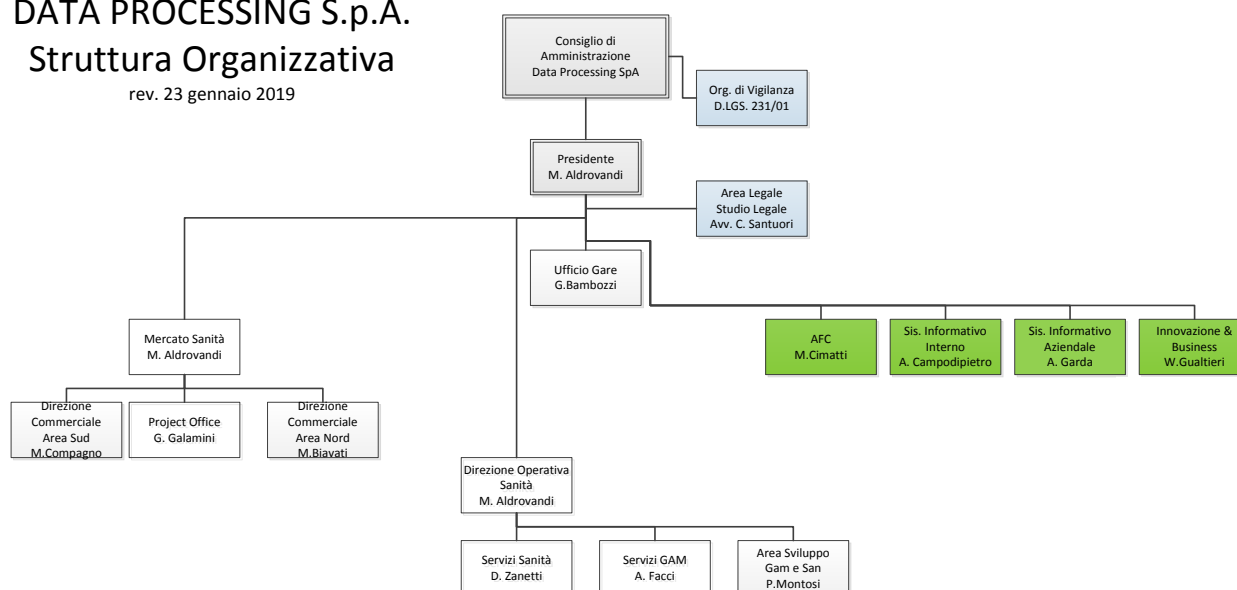 DATA PROCESSING S.p.A.
Struttura Organizzativa
rev. 23 gennaio 2019
Consiglio di
Amministrazione
Data Processing SpA
Org. di Vigilanza
D.LGS. 231/01
Presidente
M. Aldrovandi
Area Legale
Studio Legale
Avv. C. Santuori
Ufficio Gare
G.Bambozzi
Mercato Sanità
M. Aldrovandi
AFC
M.Cimatti
Sis. Informativo
Interno
A. Campodipietro
Sis. Informativo
Aziendale
A. Garda
Innovazione &
Business
W.Gualtieri
Direzione
Commerciale
Area Sud
M.Compagno
Project Office
G. Galamini
Direzione
Commerciale
Area Nord
M.Biavati
Direzione Operativa
Sanità
M. Aldrovandi
Servizi Sanità
D. Zanetti
Servizi GAM
A. Facci
Area Sviluppo
Gam e San
P.Montosi